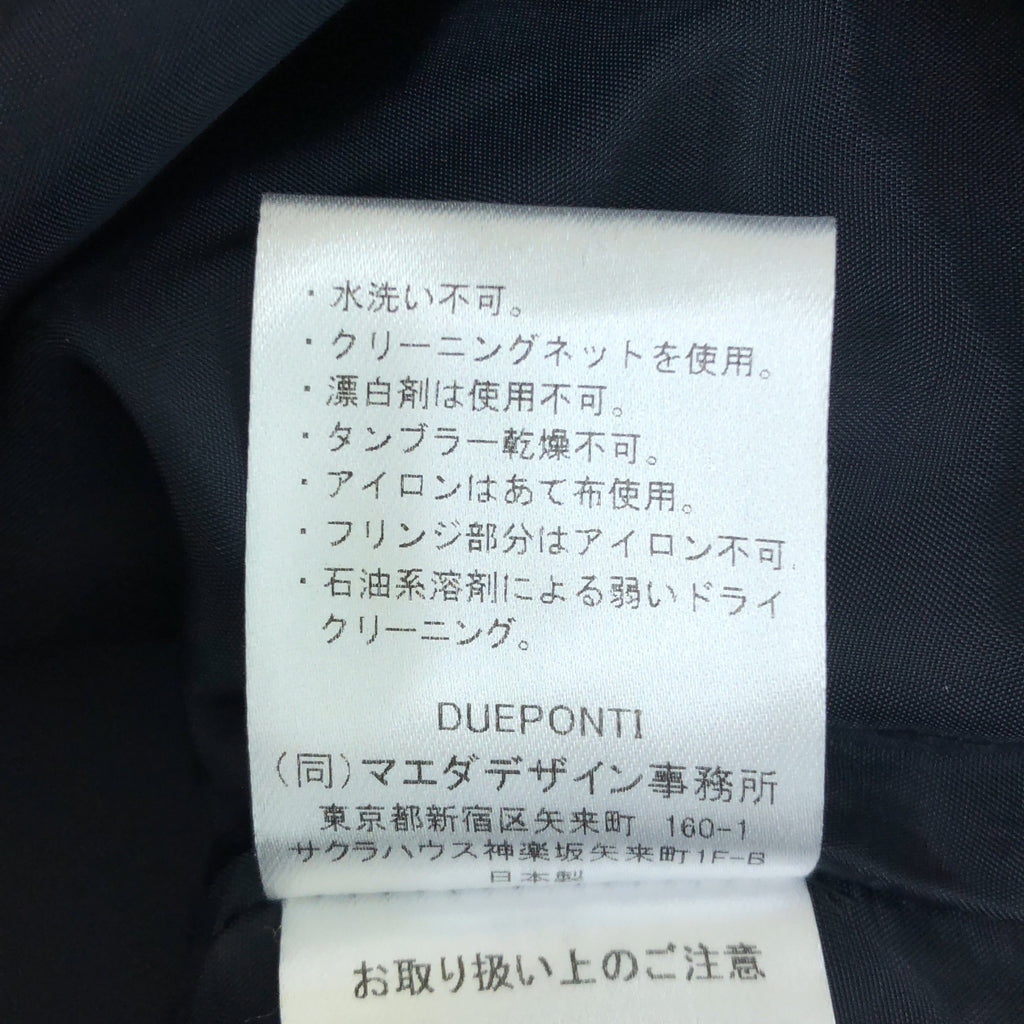 ・水洗い不可。
・クリーニングネットを使用。
・漂白剤は使用不可。
・タンブラー乾燥不可。
・アイロンはあて布使用。
・フリンジ部分はアイロン不可.
・石油系溶剤による弱いドライ
クリーニング。
DUEPONTI
（同）マエダデザイン事務所
東京都新宿区矢来町 160-1
サクラハウス神楽坂矢来町1F-B
日本製
お取り扱い上のご注意